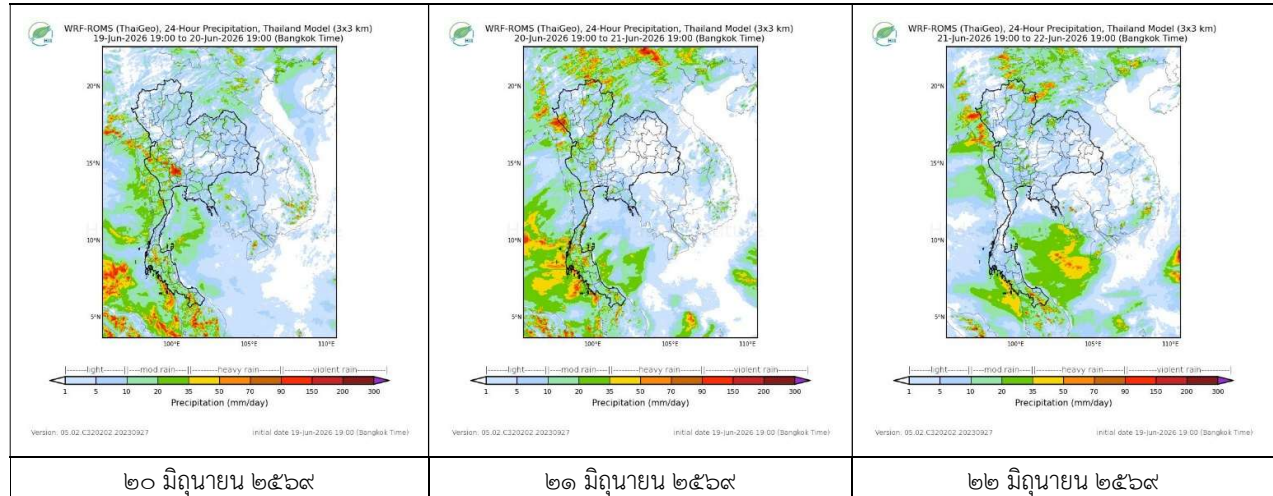 WRF-ROMS (ThaiGeo), 24-Hour Precipitation, Thailand Model (3x3 km)
19-Jun-2026 19:00 to 20-Jun-2026 19:00 (Bangkok Time)
20°N
15°N
10°N
5°N
100°E
105°E
110°E
light
mod.rain
heavy rain
violent rain
1 5 10 20 35 50 70 90 150 200 300
Precipitation (mm/day)
Version: 05.02.C320202.20230927
initial date 19-Jun-2026 19:00 (Bangkok Time)
๒๐ มิถุนายน ๒๕๖๙
WRF-ROMS (ThaiGeo), 24-Hour Precipitation, Thailand Model (3x3 km)
20-Jun-2026 19:00 to 21-Jun-2026 19:00 (Bangkok Time)
20°N
15°N
10°N
5°N
100°E
105°E
110°E
light
mod.rain
heavy rain
violent rain
1 5 10 20 35 50 70 90 150 200 300
Precipitation (mm/day)
Version: 05.02.C320202.20230927
initial date 19-Jun-2026 19:00 (Bangkok Time)
๒๑ มิถุนายน ๒๕๖๙
WRF-ROMS (ThaiGeo), 24-Hour Precipitation, Thailand Model (3x3 km)
21-Jun-2026 19:00 to 22-Jun-2026 19:00 (Bangkok Time)
20°N
15°N
10°N
5°N
100°E
105°E
110°E
light
mod.rain
heavy rain
violent rain
1 5 10 20 35 50 70 90 150 200 300
Precipitation (mm/day)
Version: 05.02.C320202.20230927
initial date 19-Jun-2026 19:00 (Bangkok Time)
๒๒ มิถุนายน ๒๕๖๙